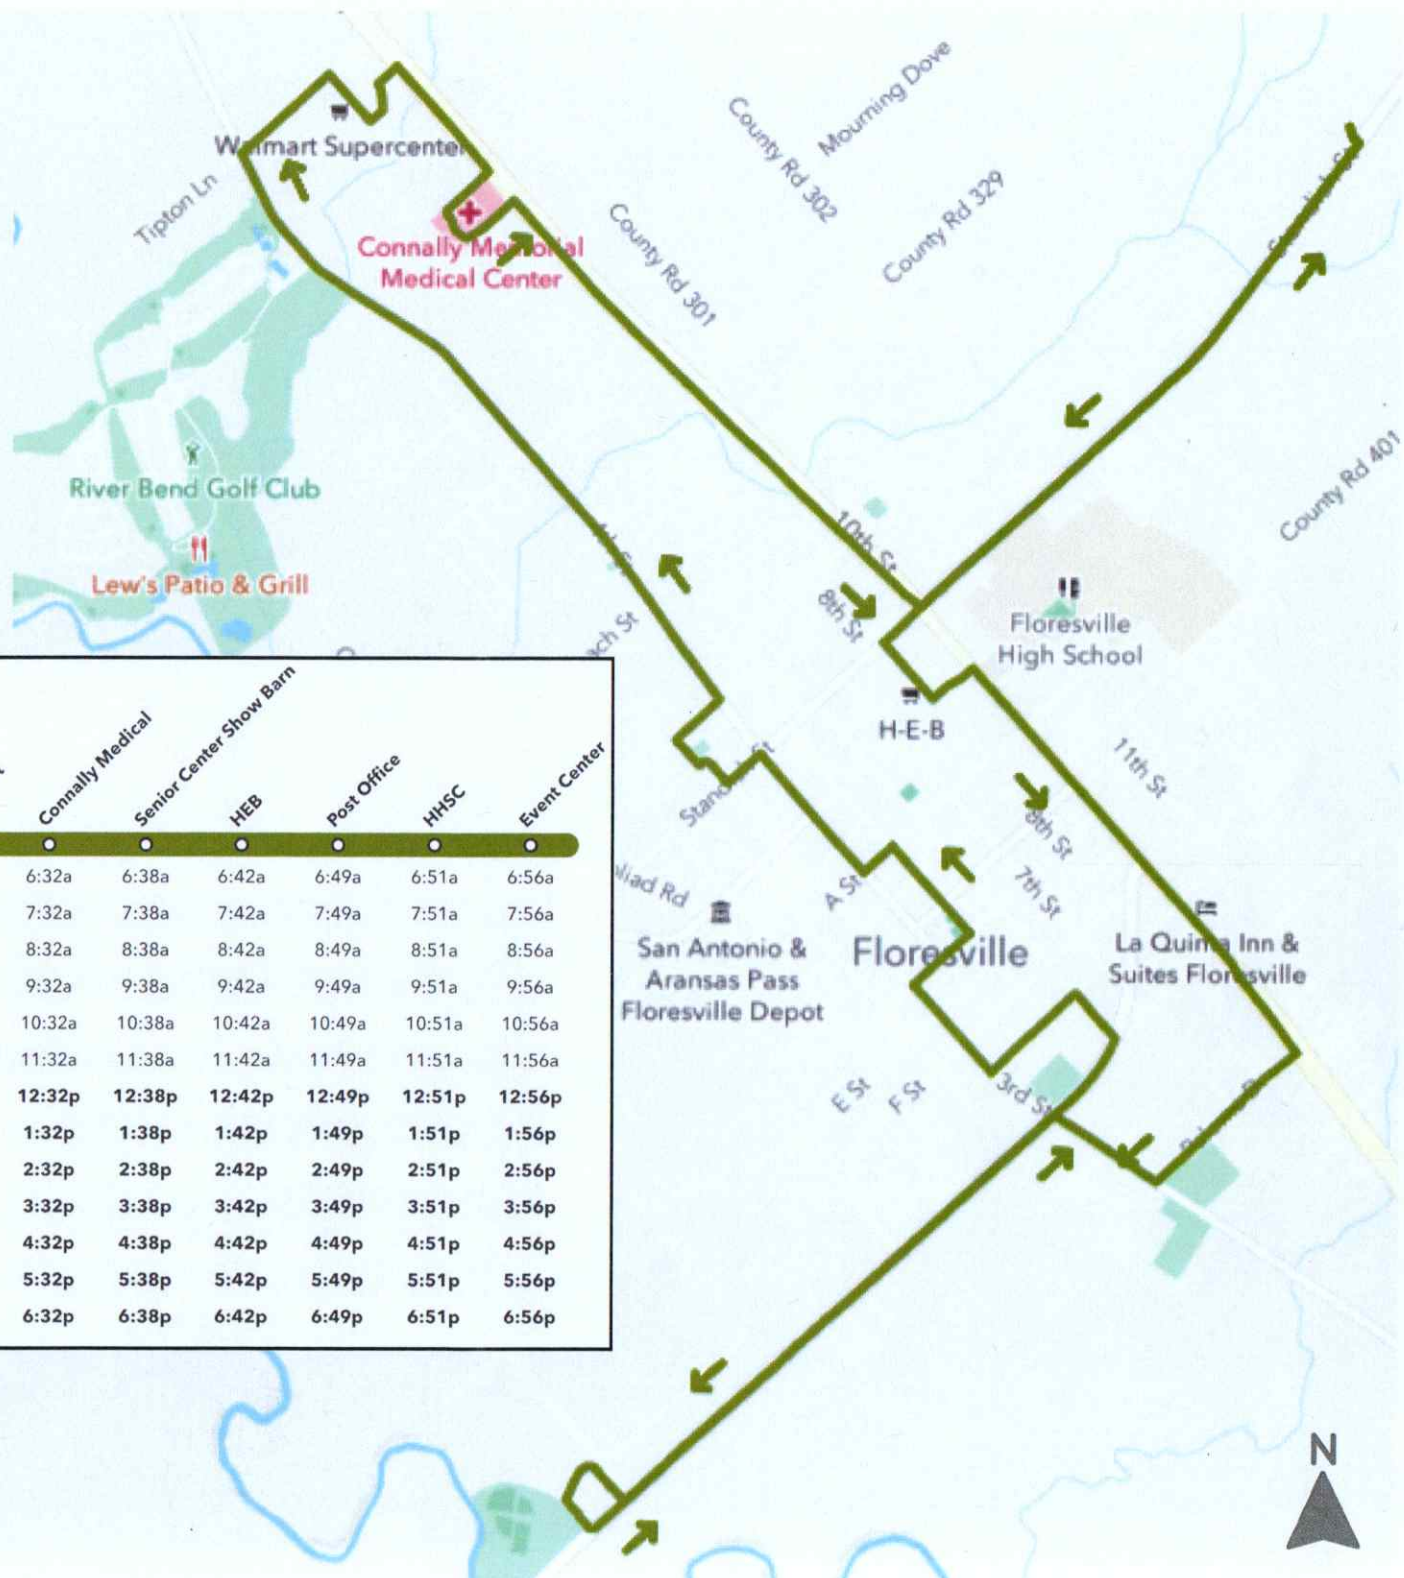 Mourning Dove
County Rd 302
Walmart Supercenter
Tipton Ln
County Rd 329
County Rd 301
Connally Memorial
Medical Center
County Rd 401
River Bend Golf Club
10th St
Lew's Patio & Grill
8th St
Floresville
High School
H-E-B
11th St
8th St
7th St
A St
San Antonio &
Aransas Pass
Floresville Depot
Floresville
La Quinta Inn &
Suites Floresville
E St
F St
3rd St
Connally Medical Senior Center Show Barn HEB Post Office HHSC Event Center
6:32a 6:38a 6:42a 6:49a 6:51a 6:56a
7:32a 7:38a 7:42a 7:49a 7:51a 7:56a
8:32a 8:38a 8:42a 8:49a 8:51a 8:56a
9:32a 9:38a 9:42a 9:49a 9:51a 9:56a
10:32a 10:38a 10:42a 10:49a 10:51a 10:56a
11:32a 11:38a 11:42a 11:49a 11:51a 11:56a
12:32p 12:38p 12:42p 12:49p 12:51p 12:56p
1:32p 1:38p 1:42p 1:49p 1:51p 1:56p
2:32p 2:38p 2:42p 2:49p 2:51p 2:56p
3:32p 3:38p 3:42p 3:49p 3:51p 3:56p
4:32p 4:38p 4:42p 4:49p 4:51p 4:56p
5:32p 5:38p 5:42p 5:49p 5:51p 5:56p
6:32p 6:38p 6:42p 6:49p 6:51p 6:56p
N